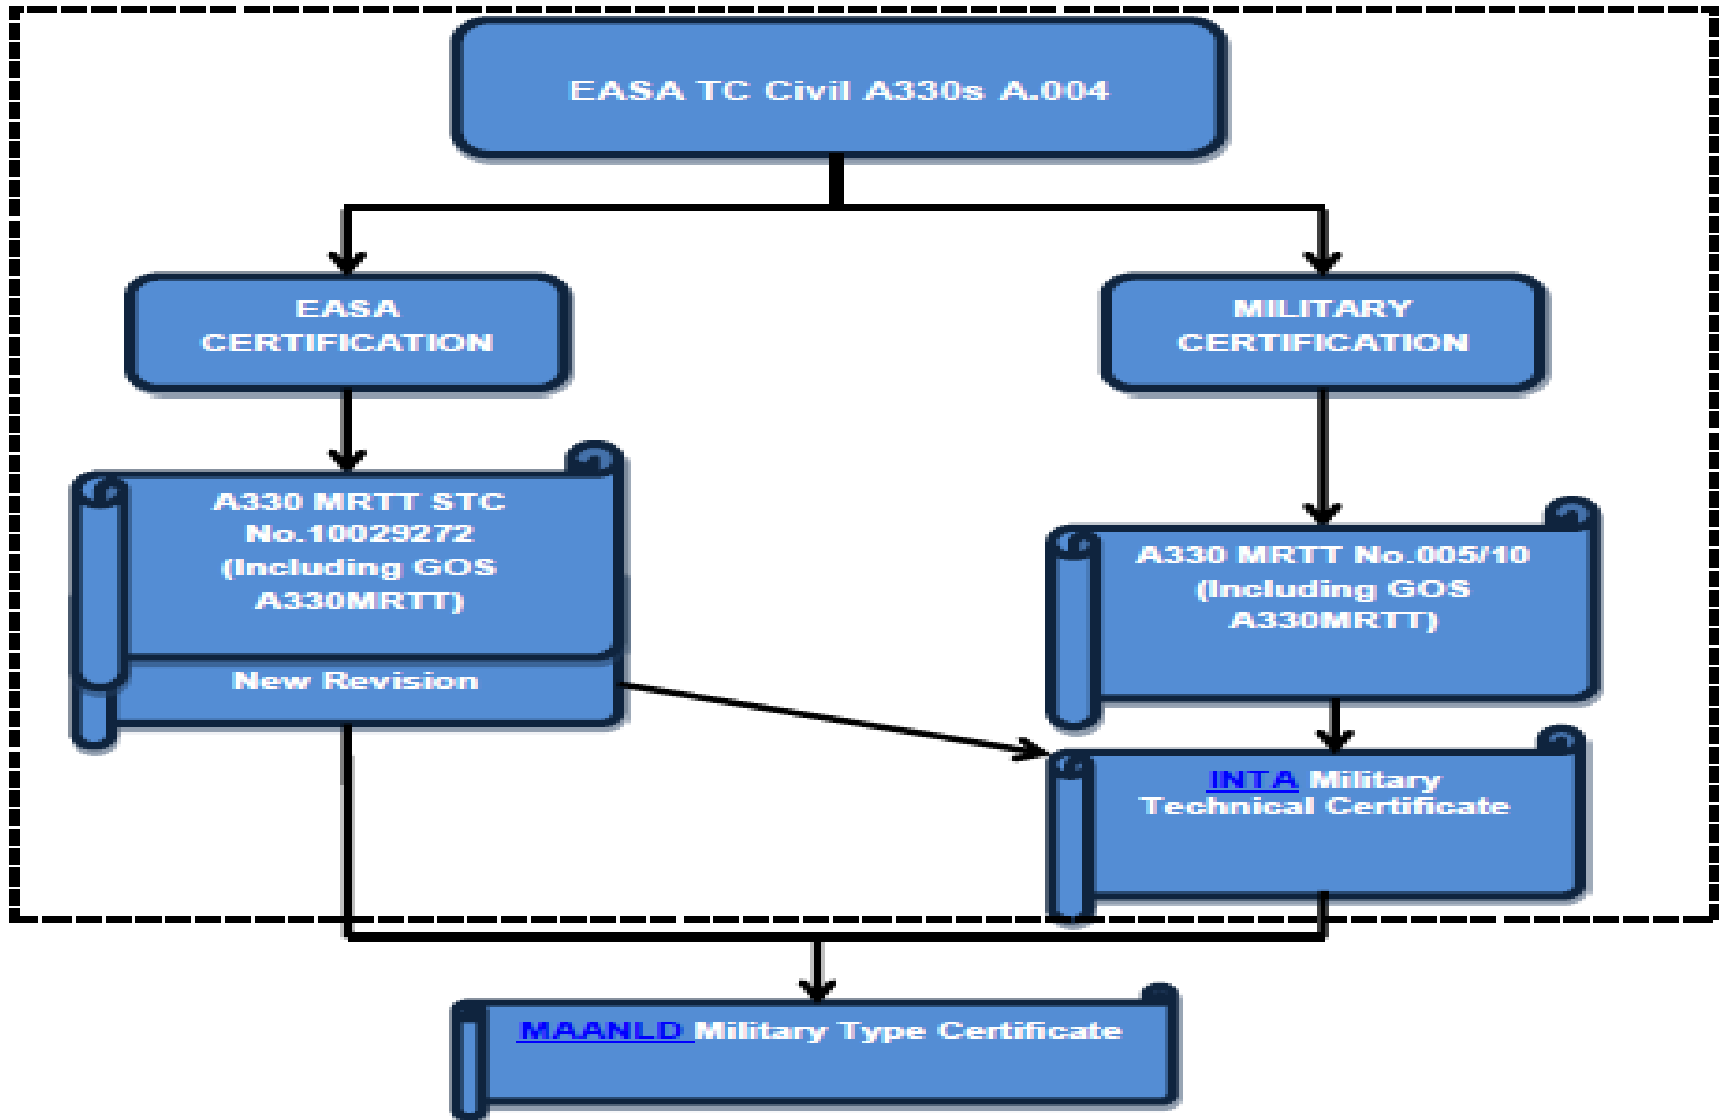 EASA TC Civil A330s A.004
EASA
CERTIFICATION
MILITARY
CERTIFICATION
A330 MRTT STC
No.10029272
(Including GOS
A330MRTT)
New Revision
A330 MRTT No.005/10
(Including GOS
A330MRTT)
INTA Military
Technical Certificate
MAANLD Military Type Certificate